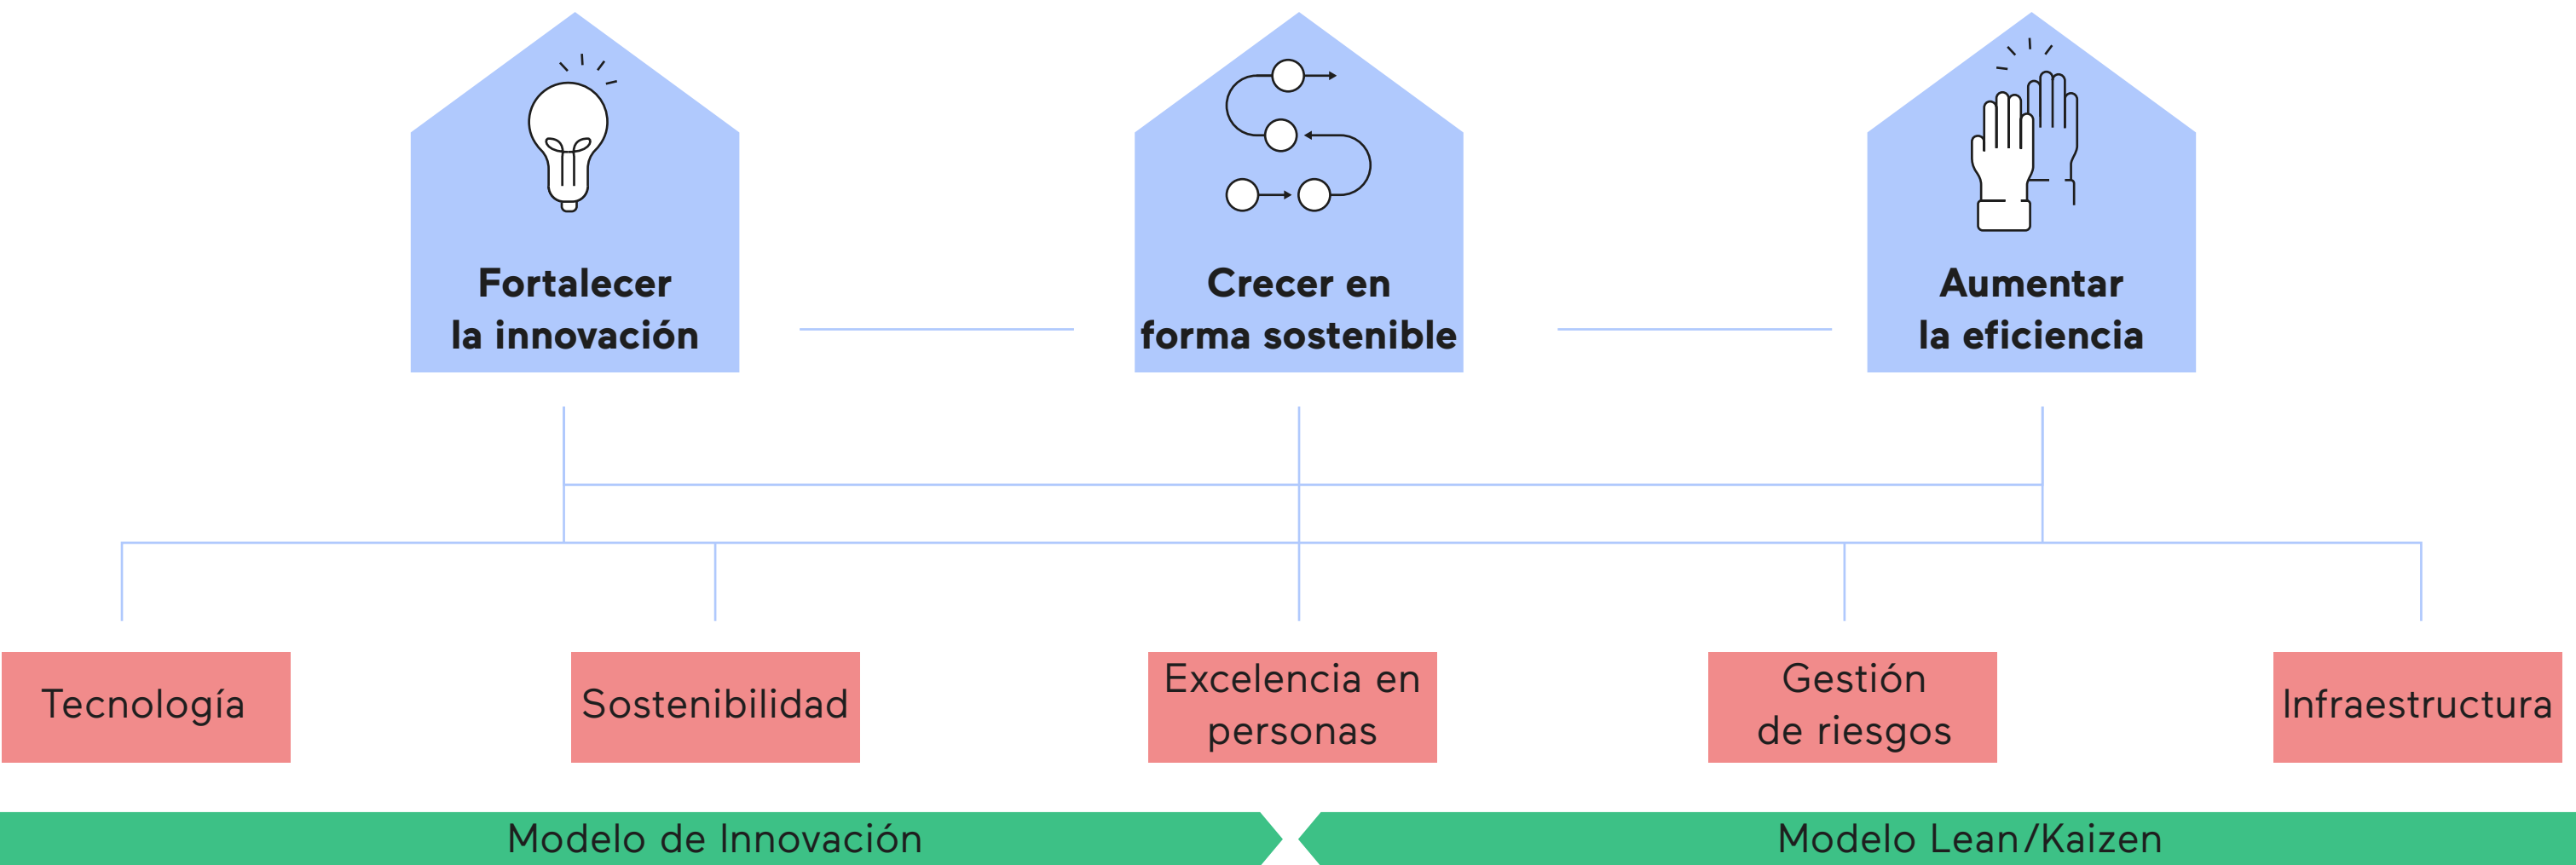 Fortalecer
la innovación
Crecer en
forma sostenible
Aumentar
la eficiencia
Tecnología
Sostenibilidad
Excelencia en
personas
Gestión
de riesgos
Infraestructura
Modelo de Innovación
Modelo Lean/Kaizen